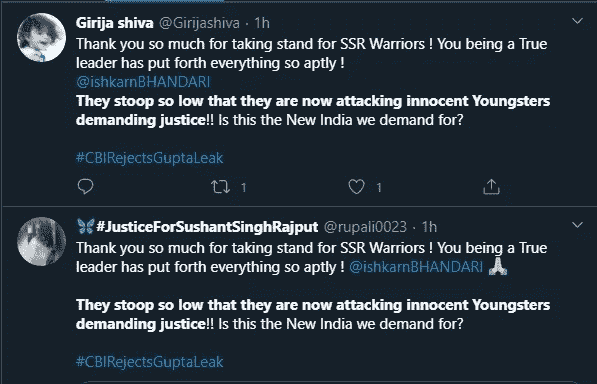 Girija shiva @Girijashiva · 1h
Thank you so much for taking stand for SSR Warriors ! You being a True
leader has put forth everything so aptly !
@ishkarnBHANDARI
They stoop so low that they are now attacking innocent Youngsters
demanding justice!! Is this the New India we demand for?
#CBIRejectsGuptaLeak
1
1
🦋#JusticeForSushantSinghRajput @rupali0023 · 1h
Thank you so much for taking stand for SSR Warriors ! You being a True
leader has put forth everything so aptly ! @ishkarnBHANDARI 🙏
They stoop so low that they are now attacking innocent Youngsters
demanding justice!! Is this the New India we demand for?
#CBIRejectsGuptaLeak